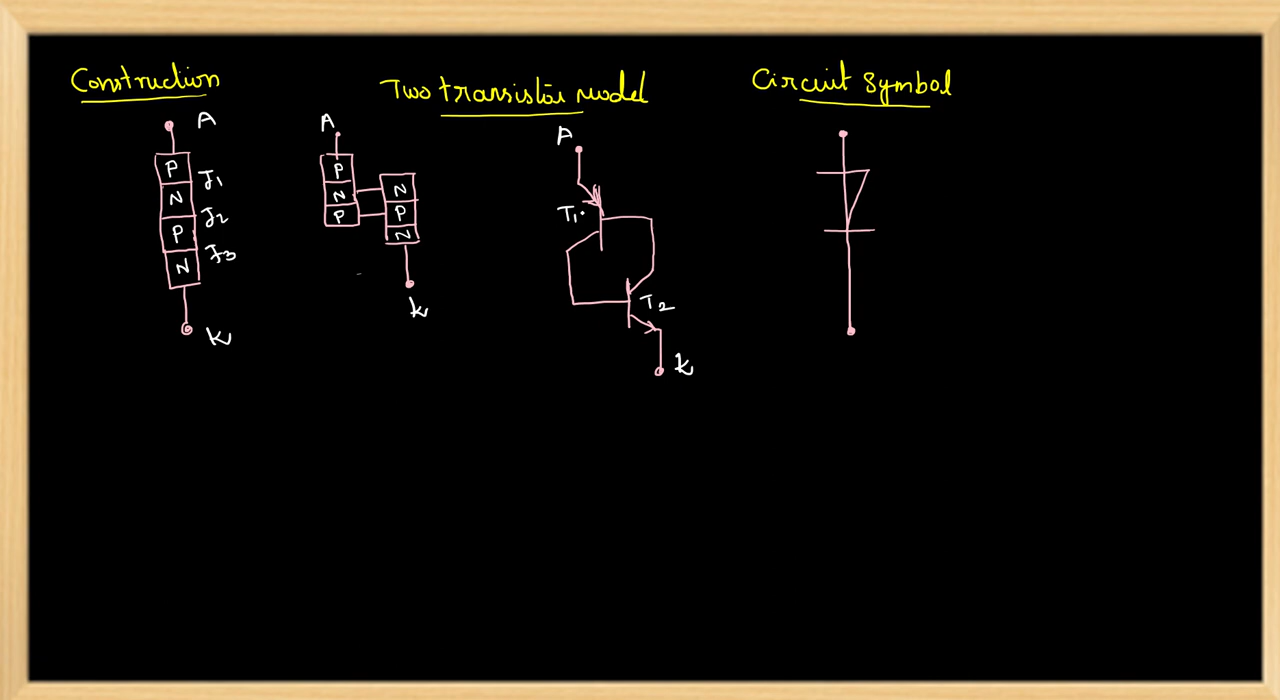 Construction
Two transistor model
Circuit Symbol
A
P
J1
N
J2
P
J3
N
K
A
P
N
P
N
P
N
K
A
T1
T2
K